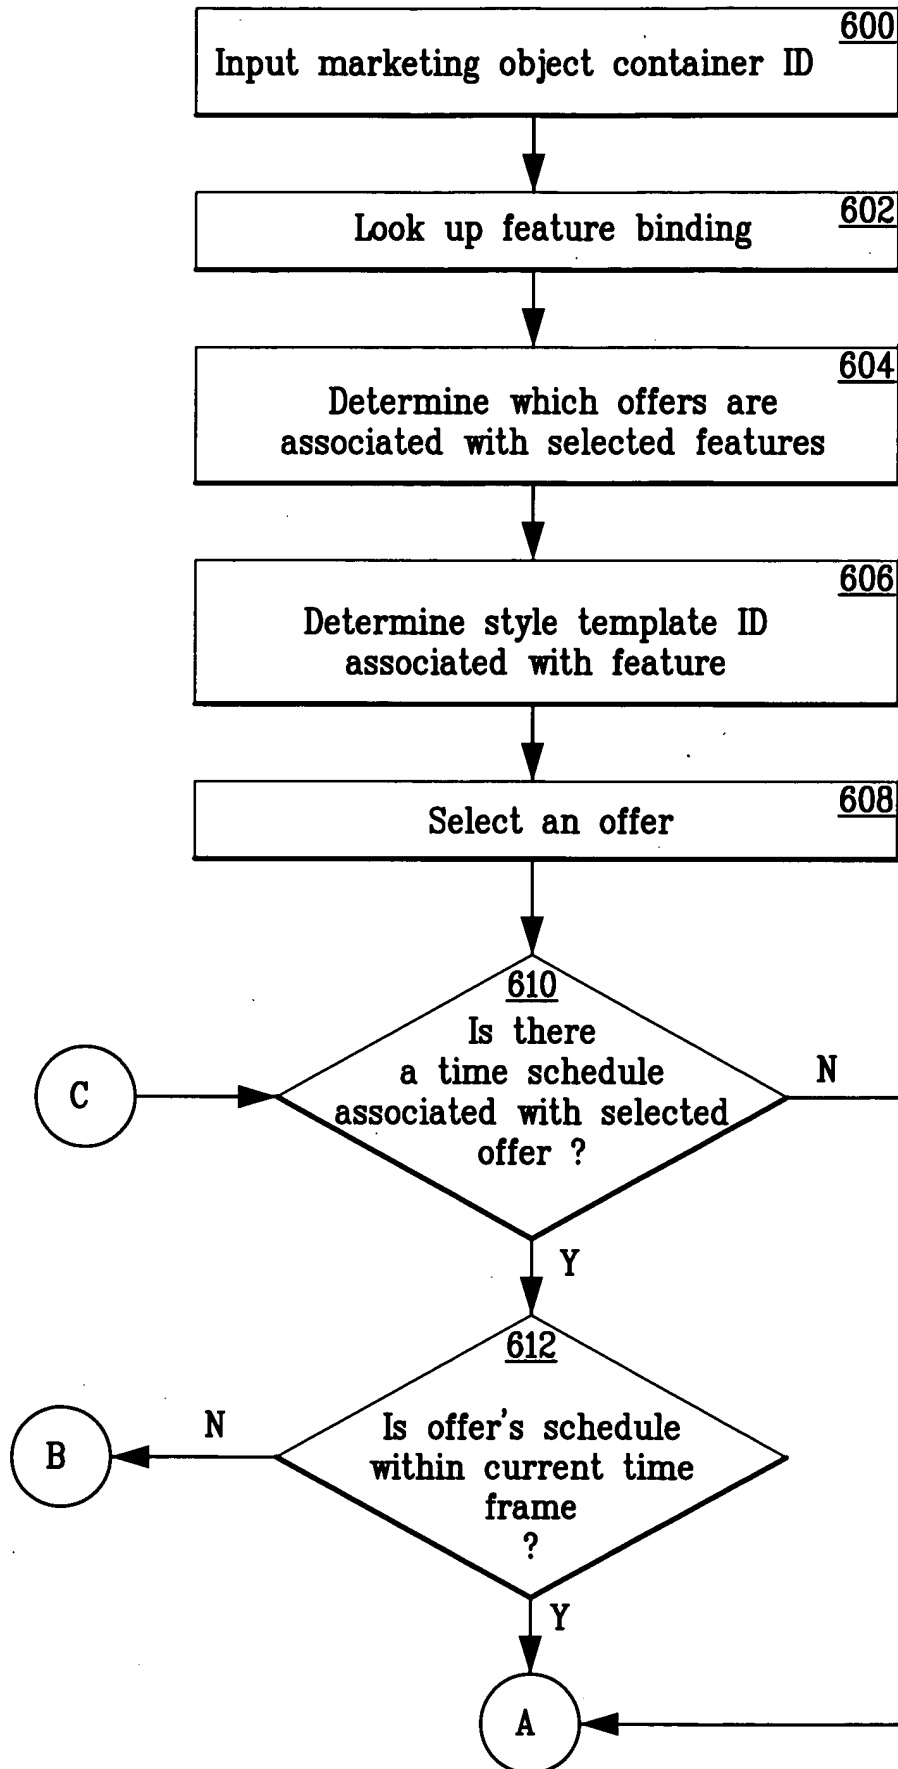 600
Input marketing object container ID
602
Look up feature binding
604
Determine which offers are
associated with selected features
606
Determine style template ID
associated with feature
608
Select an offer
610
Is there
a time schedule
associated with selected
offer ?
C
N
Y
612
Is offer's schedule
within current time
frame
?
B
N
Y
A